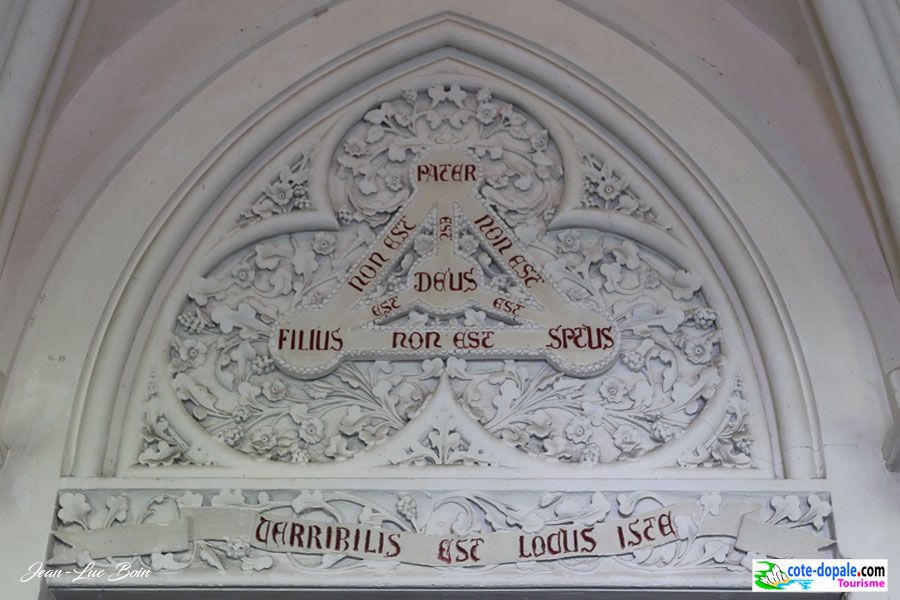 PATER
NON EST
EST
NON EST
DEUS
EST
EST
FILIUS
NON EST
SPTUS
TERRIBILIS EST LOCUS ISTE
Jean-Luc Boin
cote-dopale.com
Tourisme